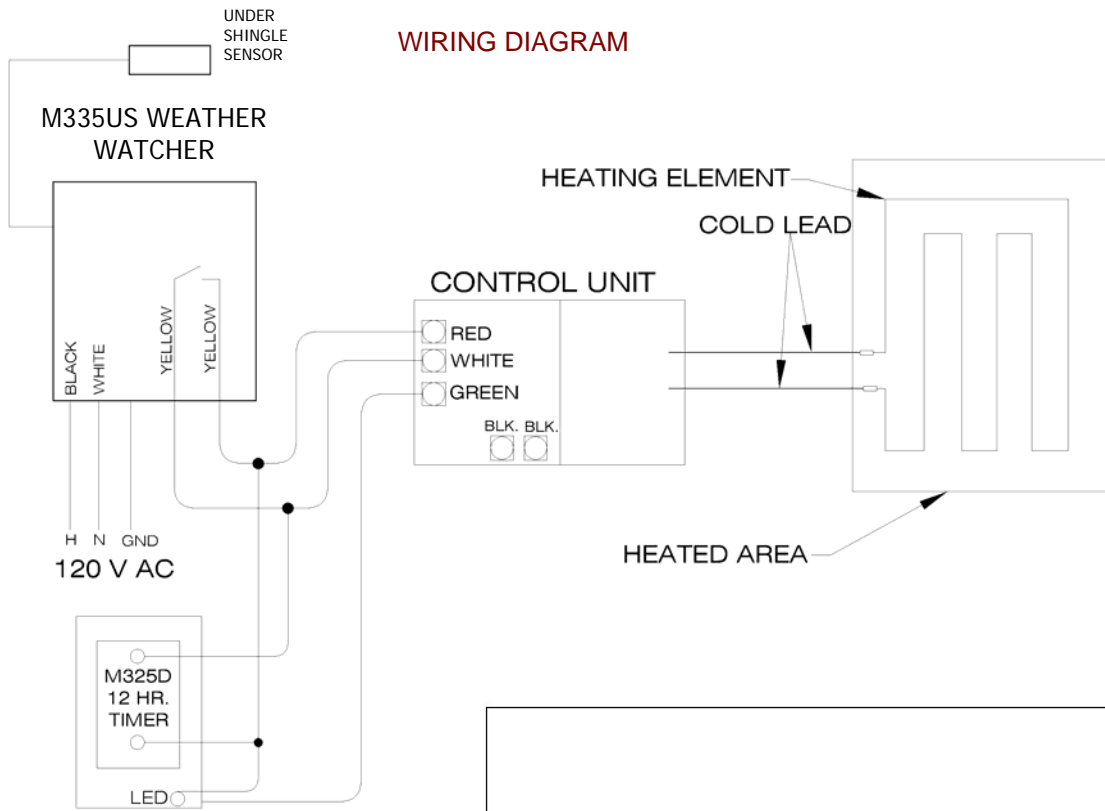 UNDER
SHINGLE
SENSOR
WIRING DIAGRAM
M335US WEATHER
WATCHER
HEATING ELEMENT
COLD LEAD
CONTROL UNIT
BLACK
WHITE
YELLOW
YELLOW
RED
WHITE
GREEN
BLK. BLK.
H N GND
120 V AC
HEATED AREA
M325D
12 HR.
TIMER
LED